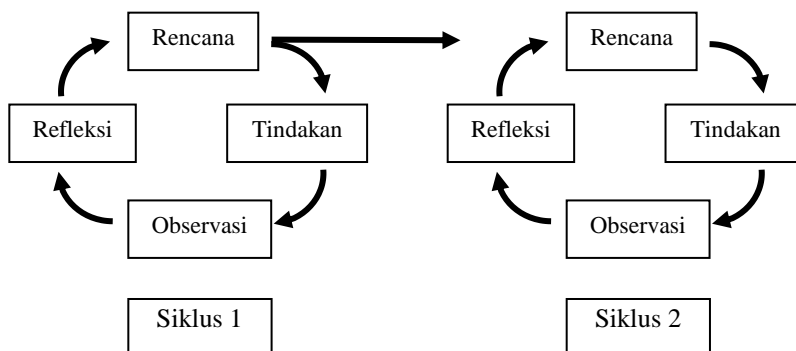 Rencana
Refleksi
Tindakan
Observasi
Siklus 1
Rencana
Refleksi
Tindakan
Observasi
Siklus 2